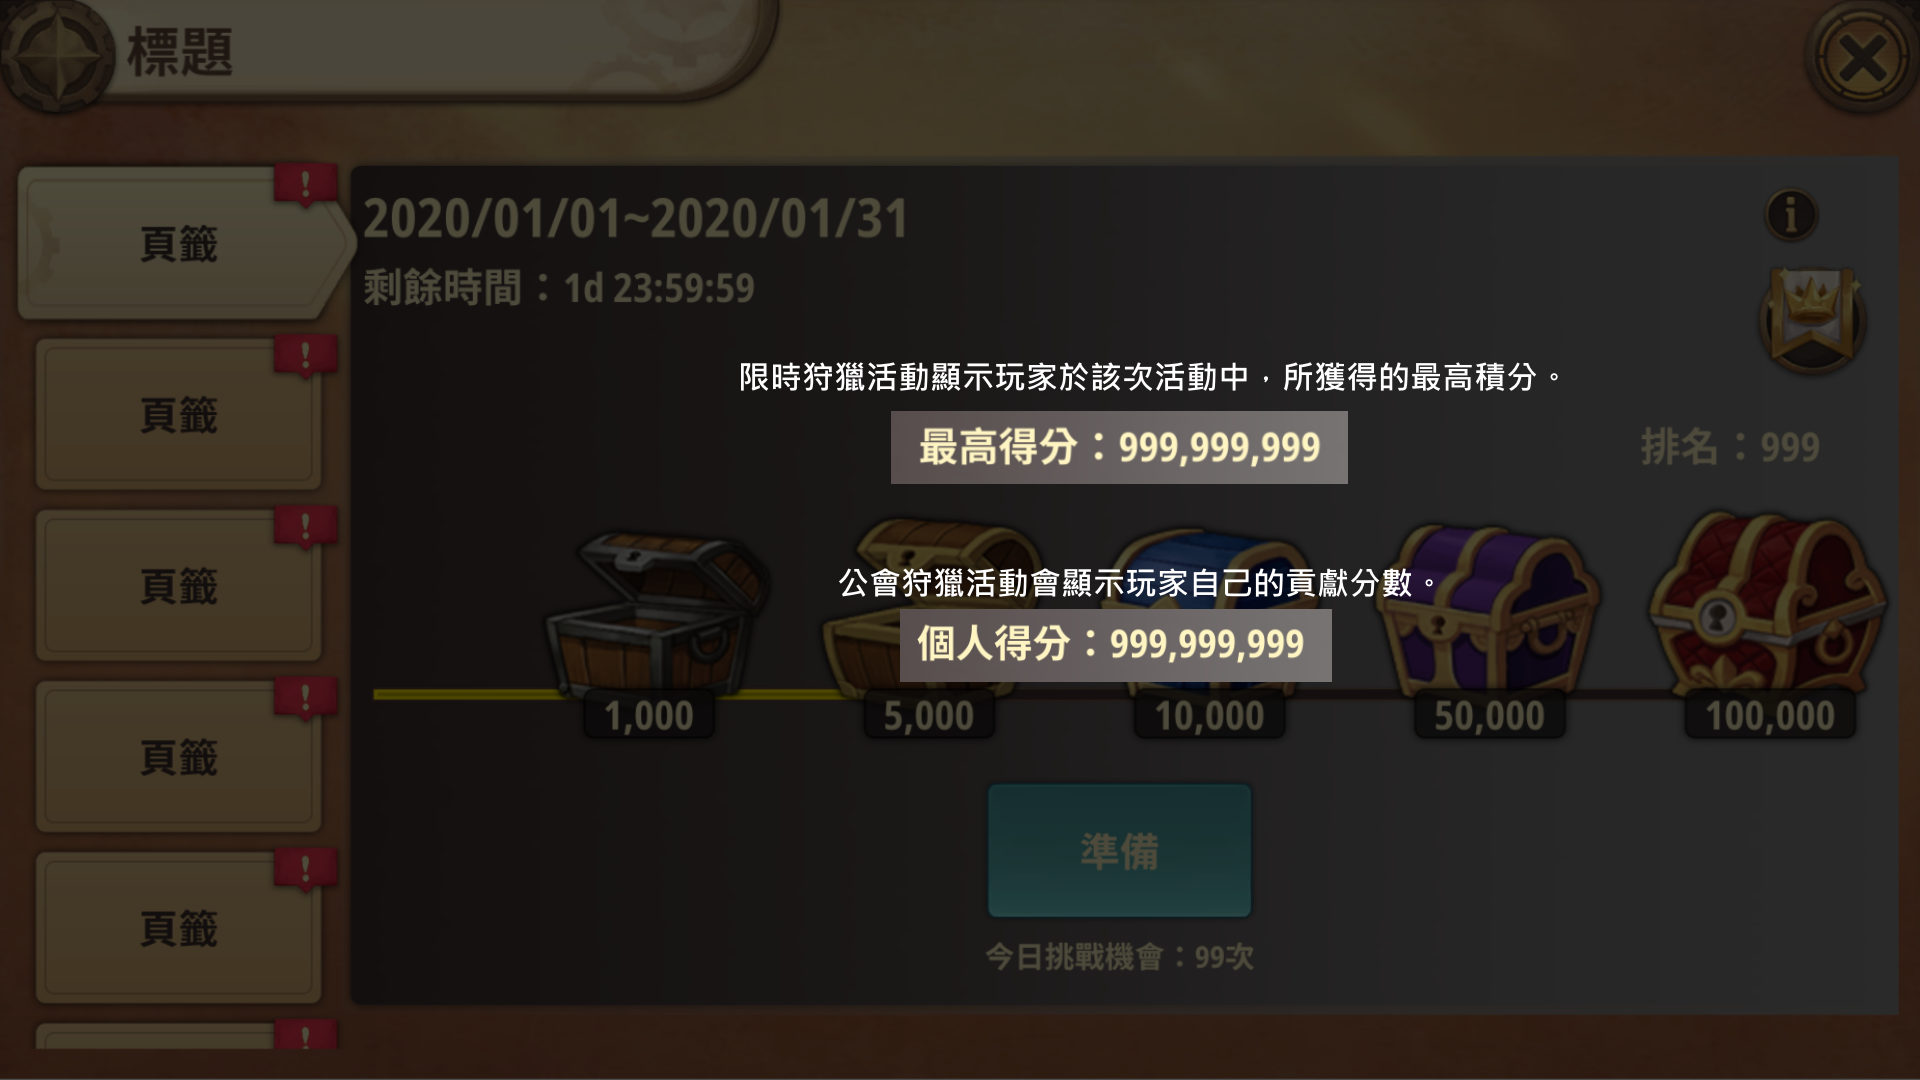 標題
頁籤
頁籤
頁籤
頁籤
頁籤
2020/01/01~2020/01/31
剩餘時間：1d 23:59:59
限時狩獵活動顯示玩家於該次活動中，所獲得的最高積分。
最高得分：999,999,999
排名：999
公會狩獵活動會顯示玩家自己的貢獻分數。
個人得分：999,999,999
1,000
5,000
10,000
50,000
100,000
準備
今日挑戰機會：99次